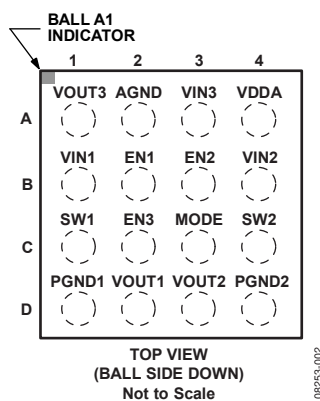 BALL A1
INDICATOR
1 2 3 4
VOUT3 AGND VIN3 VDDA
A
VIN1 EN1 EN2 VIN2
B
SW1 EN3 MODE SW2
C
PGND1 VOUT1 VOUT2 PGND2
D
TOP VIEW
(BALL SIDE DOWN)
Not to Scale
08253-002